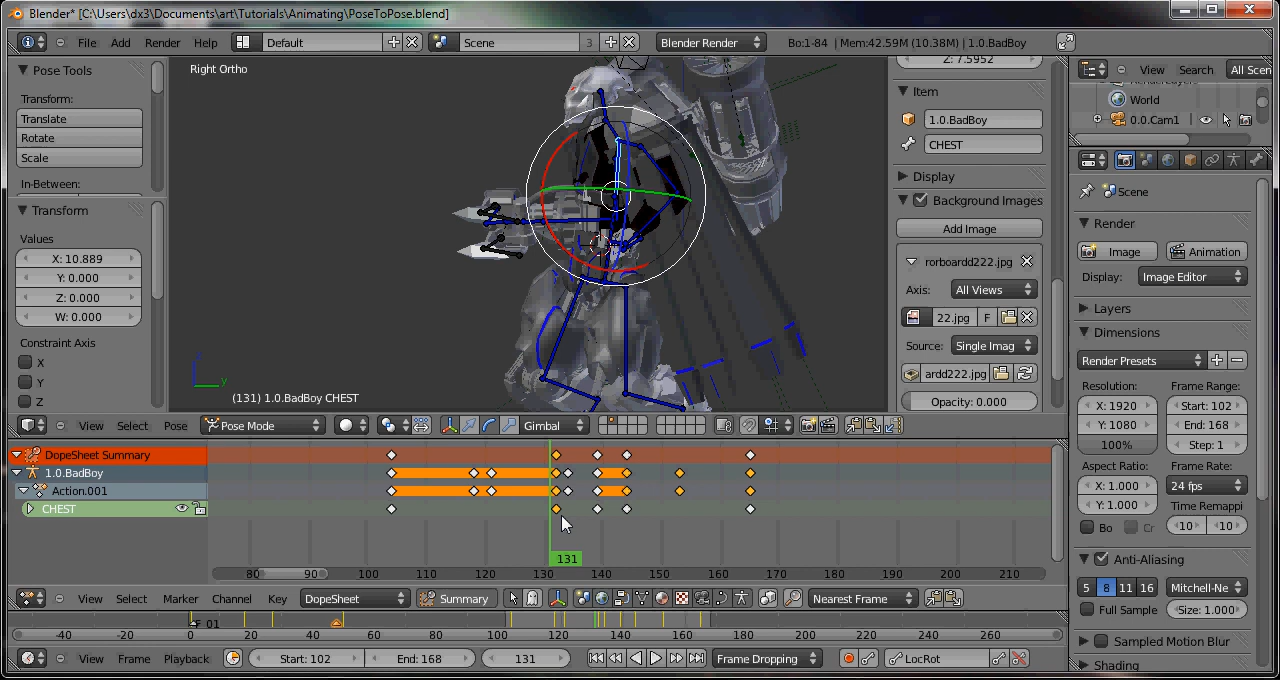 Blender* [C:\Users\dx3\Documents\art\Tutorials\Animating\PoseToPose.blend]
File Add Render Help Default Scene 3 Blender Render Bo:1-84 | Mem:42.59M (10.38M) | 1.0.BadBoy
Pose Tools
Transform:
Translate
Rotate
Scale
In-Between:
Transform
Values
X: 10.889
Y: 0.000
Z: 0.000
W: 0.000
Constraint Axis
X
Y
Z
Right Ortho
y
(131) 1.0.BadBoy CHEST
Z: 7.5952
Item
1.0.BadBoy
CHEST
Display
Background Images
Add Image
rorboardd222.jpg
Axis: All Views
22.jpg F
Source: Single Imag
ardd222.jpg
Opacity: 0.000
View Search All Scen
World
0.0.Cam1
Scene
Render
Image Animation
Display: Image Editor
Layers
Dimensions
Render Presets
Resolution: Frame Range:
X: 1920 Start: 102
Y: 1080 End: 168
100% Step: 1
Aspect Ratio: Frame Rate:
X: 1.000 24 fps
Y: 1.000 Time Remappi
Bo Cr 10 10
Anti-Aliasing
5 8 11 16 Mitchell-Ne
Full Sample Size: 1.000
Sampled Motion Blur
Shading
View Select Pose Pose Mode Gimbal
DopeSheet Summary
1.0.BadBoy
Action.001
CHEST
131
80 90 100 110 120 130 140 150 160 170 180 190 200 210
View Select Marker Channel Key DopeSheet Summary Nearest Frame
F_01
-40 -20 0 20 40 60 80 100 120 140 160 180 200 220 240 260
View Frame Playback Start: 102 End: 168 131 Frame Dropping LocRot